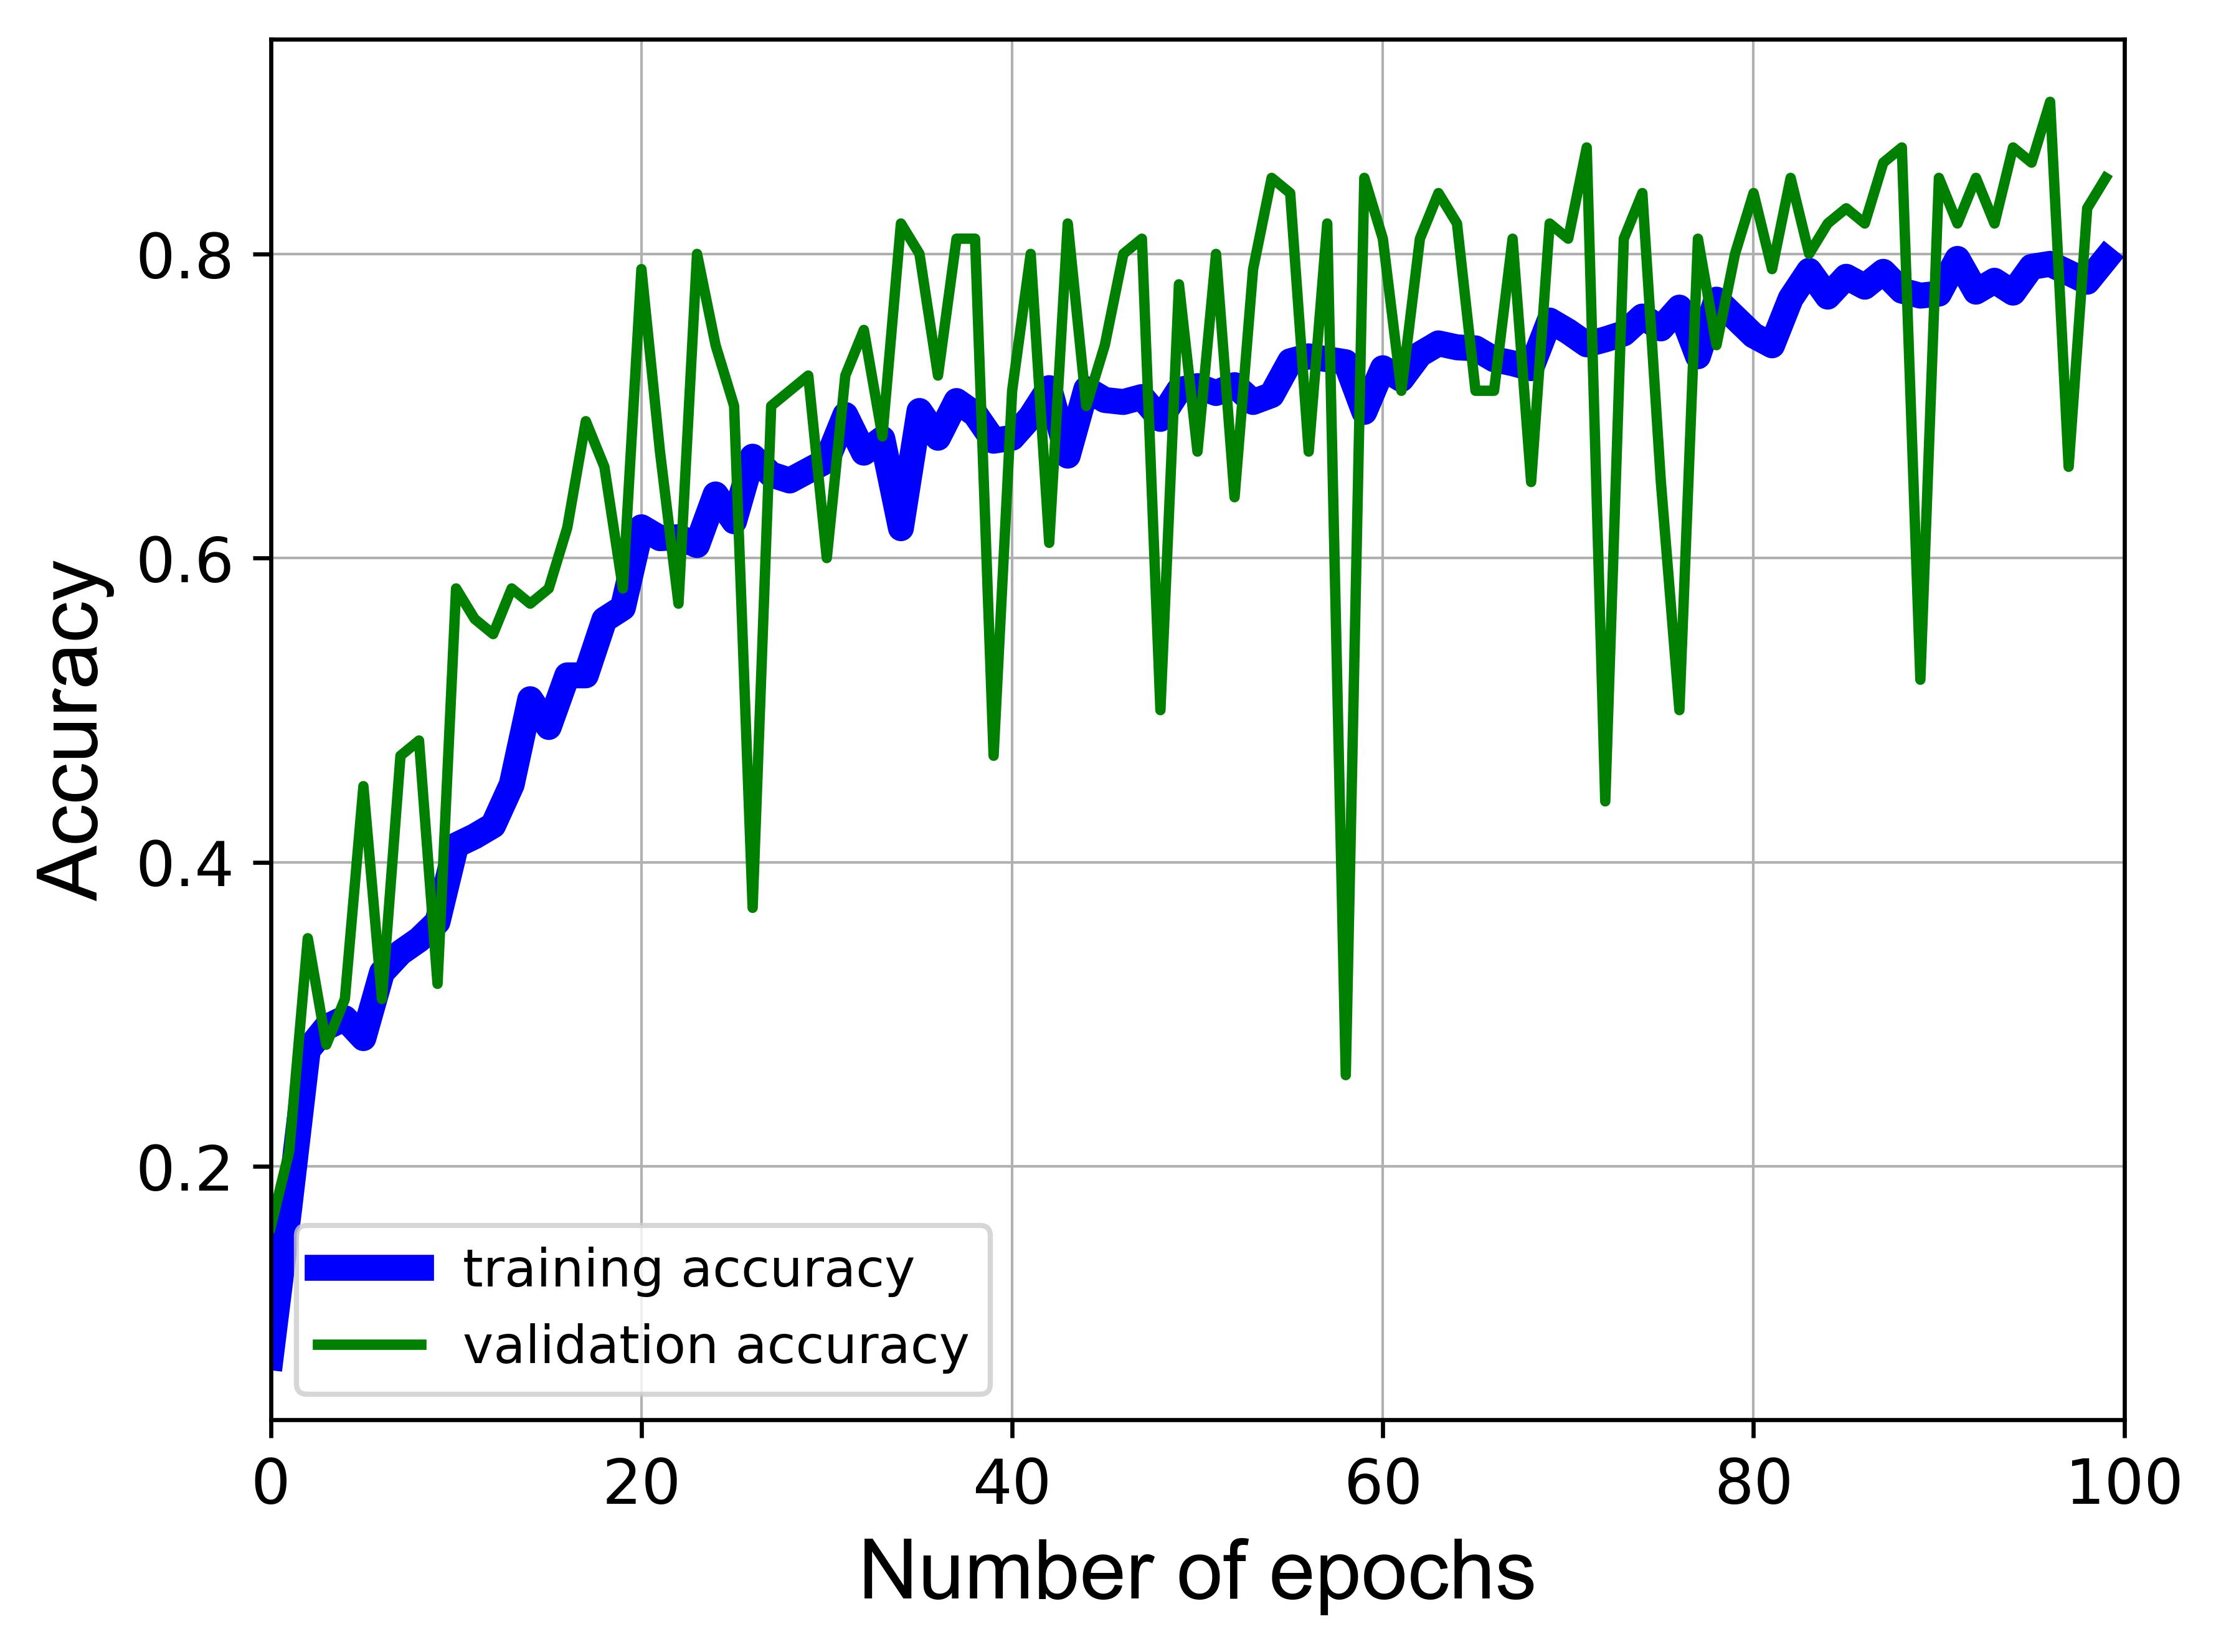 0.8
0.6
0.4
0.2
Accuracy
training accuracy
validation accuracy
0 20 40 60 80 100
Number of epochs